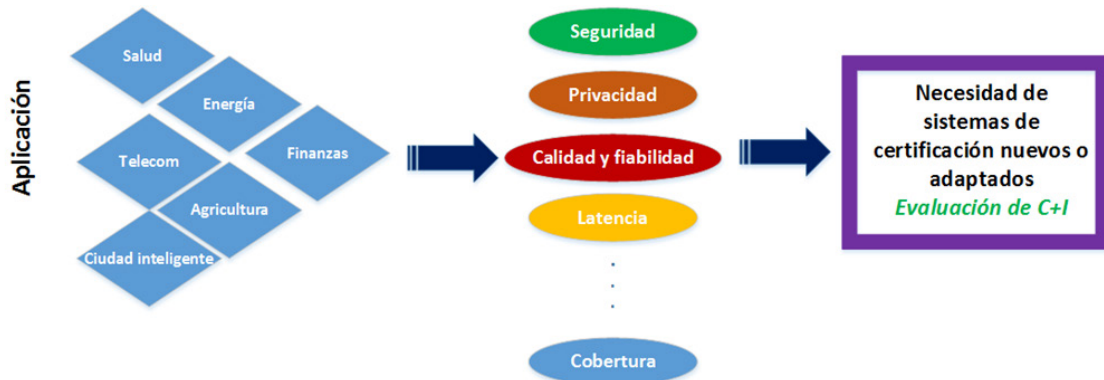 Aplicación
Salud
Energía
Telecom
Finanzas
Agricultura
Ciudad inteligente
Seguridad
Privacidad
Calidad y fiabilidad
Latencia
Cobertura
Necesidad de
sistemas de
certificación nuevos o
adaptados
Evaluación de C+I